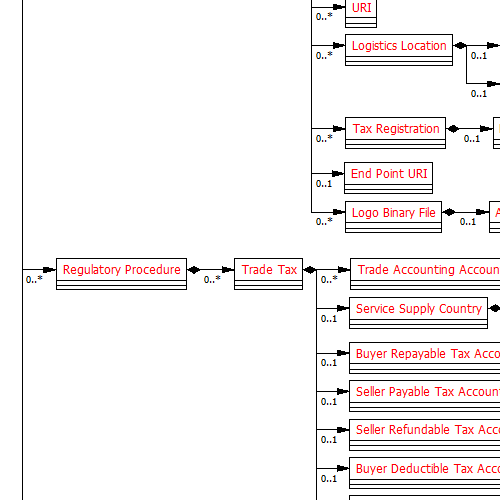 URI
0..*
Logistics Location
0..*
0..1
0..1
Tax Registration
0..*
0..1
End Point URI
0..1
Logo Binary File
0..*
0..1
A
Regulatory Procedure
0..*
0..*
Trade Tax
0..*
Trade Accounting Accoun
Service Supply Country
0..1
Buyer Repayable Tax Acco
0..1
Seller Payable Tax Accoun
0..1
Seller Refundable Tax Acc
0..1
Buyer Deductible Tax Acc
0..1